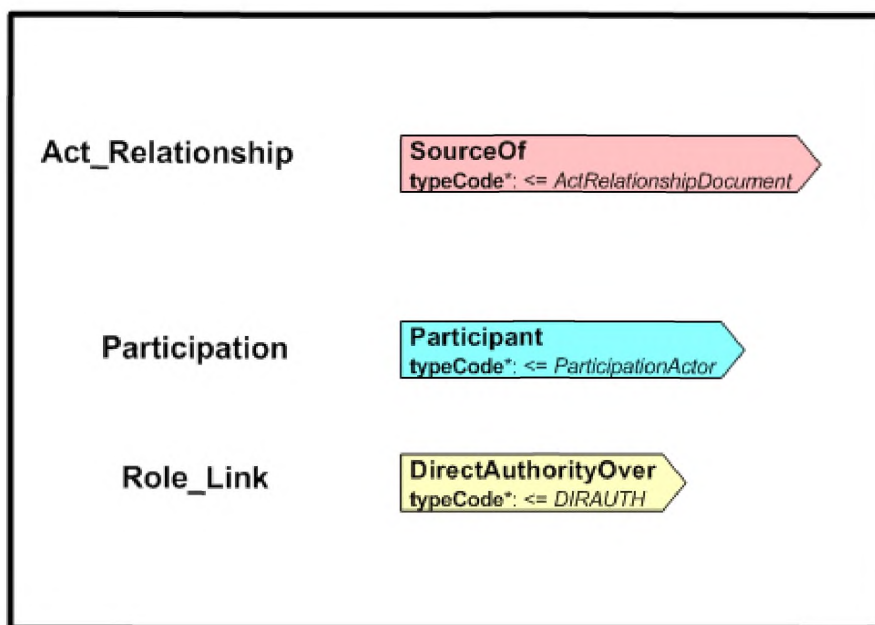 Act_Relationship
SourceOf
typeCode*: <= ActRelationshipDocument
Participation
Participant
typeCode*: <= ParticipationActor
Role_Link
DirectAuthorityOver
typeCode*: <= DIRAUTH